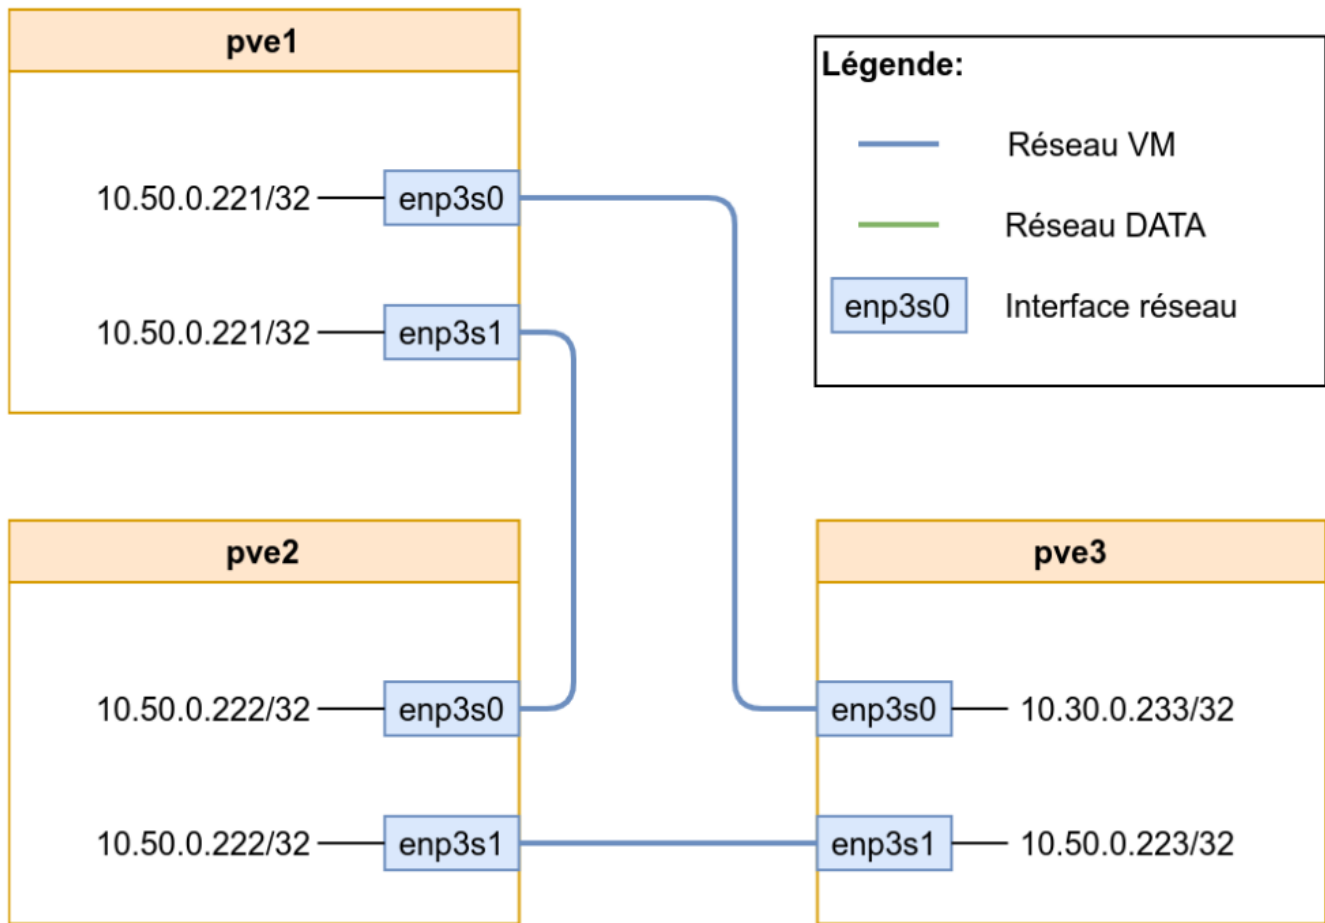 pve1
10.50.0.221/32
enp3s0
10.50.0.221/32
enp3s1
Légende:
Réseau VM
Réseau DATA
enp3s0
Interface réseau
pve2
10.50.0.222/32
enp3s0
10.50.0.222/32
enp3s1
pve3
enp3s0
10.30.0.233/32
enp3s1
10.50.0.223/32